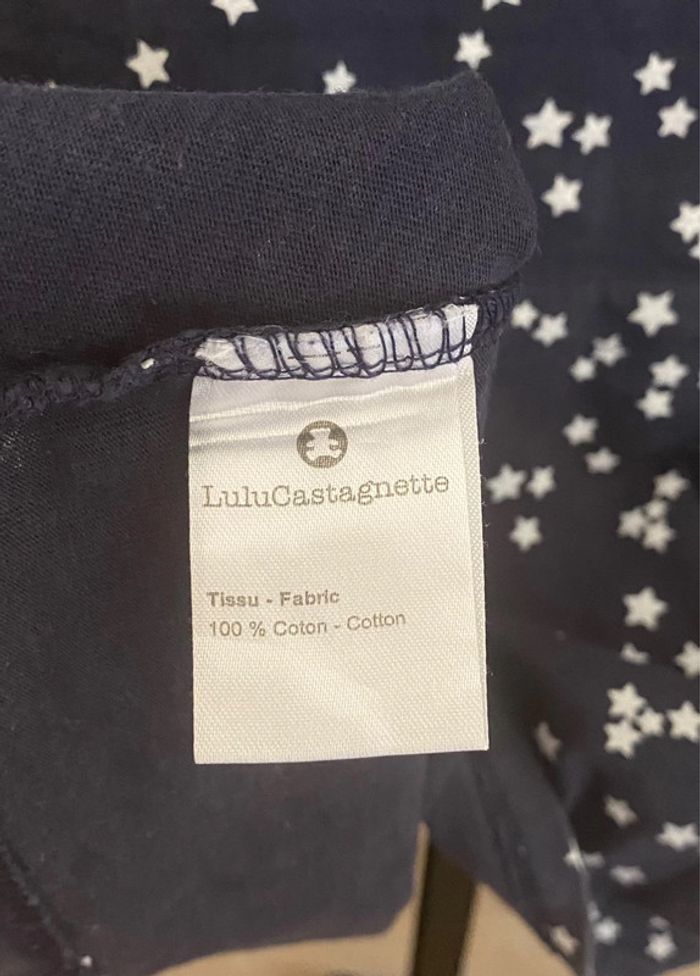 LuluCastagnette
Tissu - Fabric
100 % Coton - Cotton